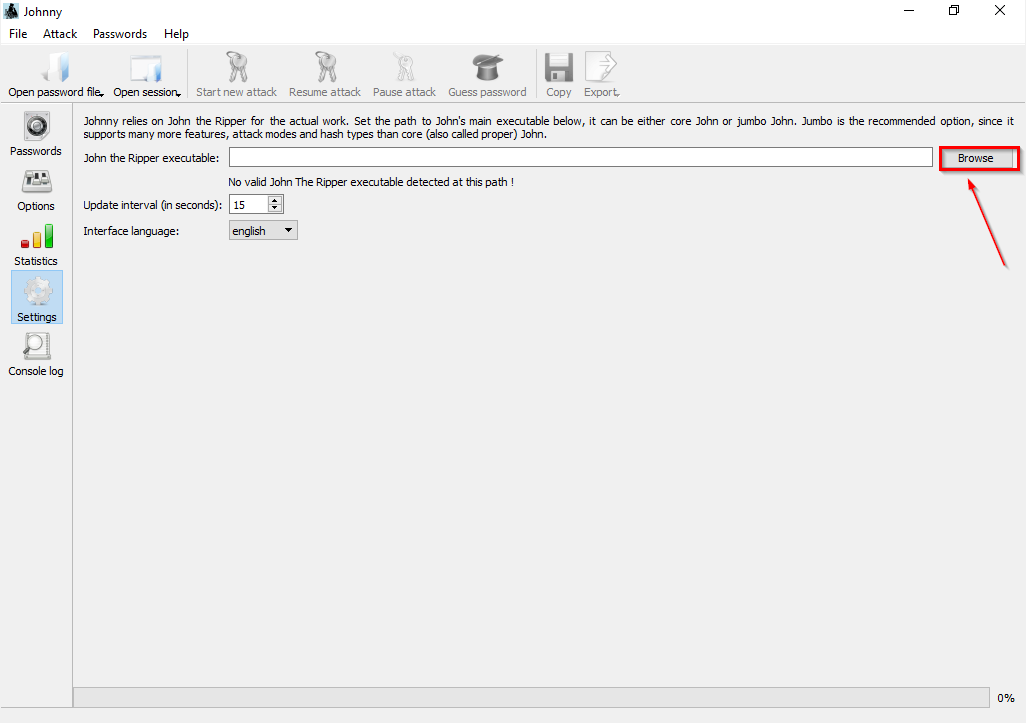 Johnny
File Attack Passwords Help
Open password file Open session Start new attack Resume attack Pause attack Guess password Copy Export
Passwords
Options
Statistics
Settings
Console log
Johnny relies on John the Ripper for the actual work. Set the path to John's main executable below, it can be either core John or jumbo John. Jumbo is the recommended option, since it
supports many more features, attack modes and hash types than core (also called proper) John.
John the Ripper executable: Browse
No valid John The Ripper executable detected at this path !
Update interval (in seconds): 15
Interface language: english
0%